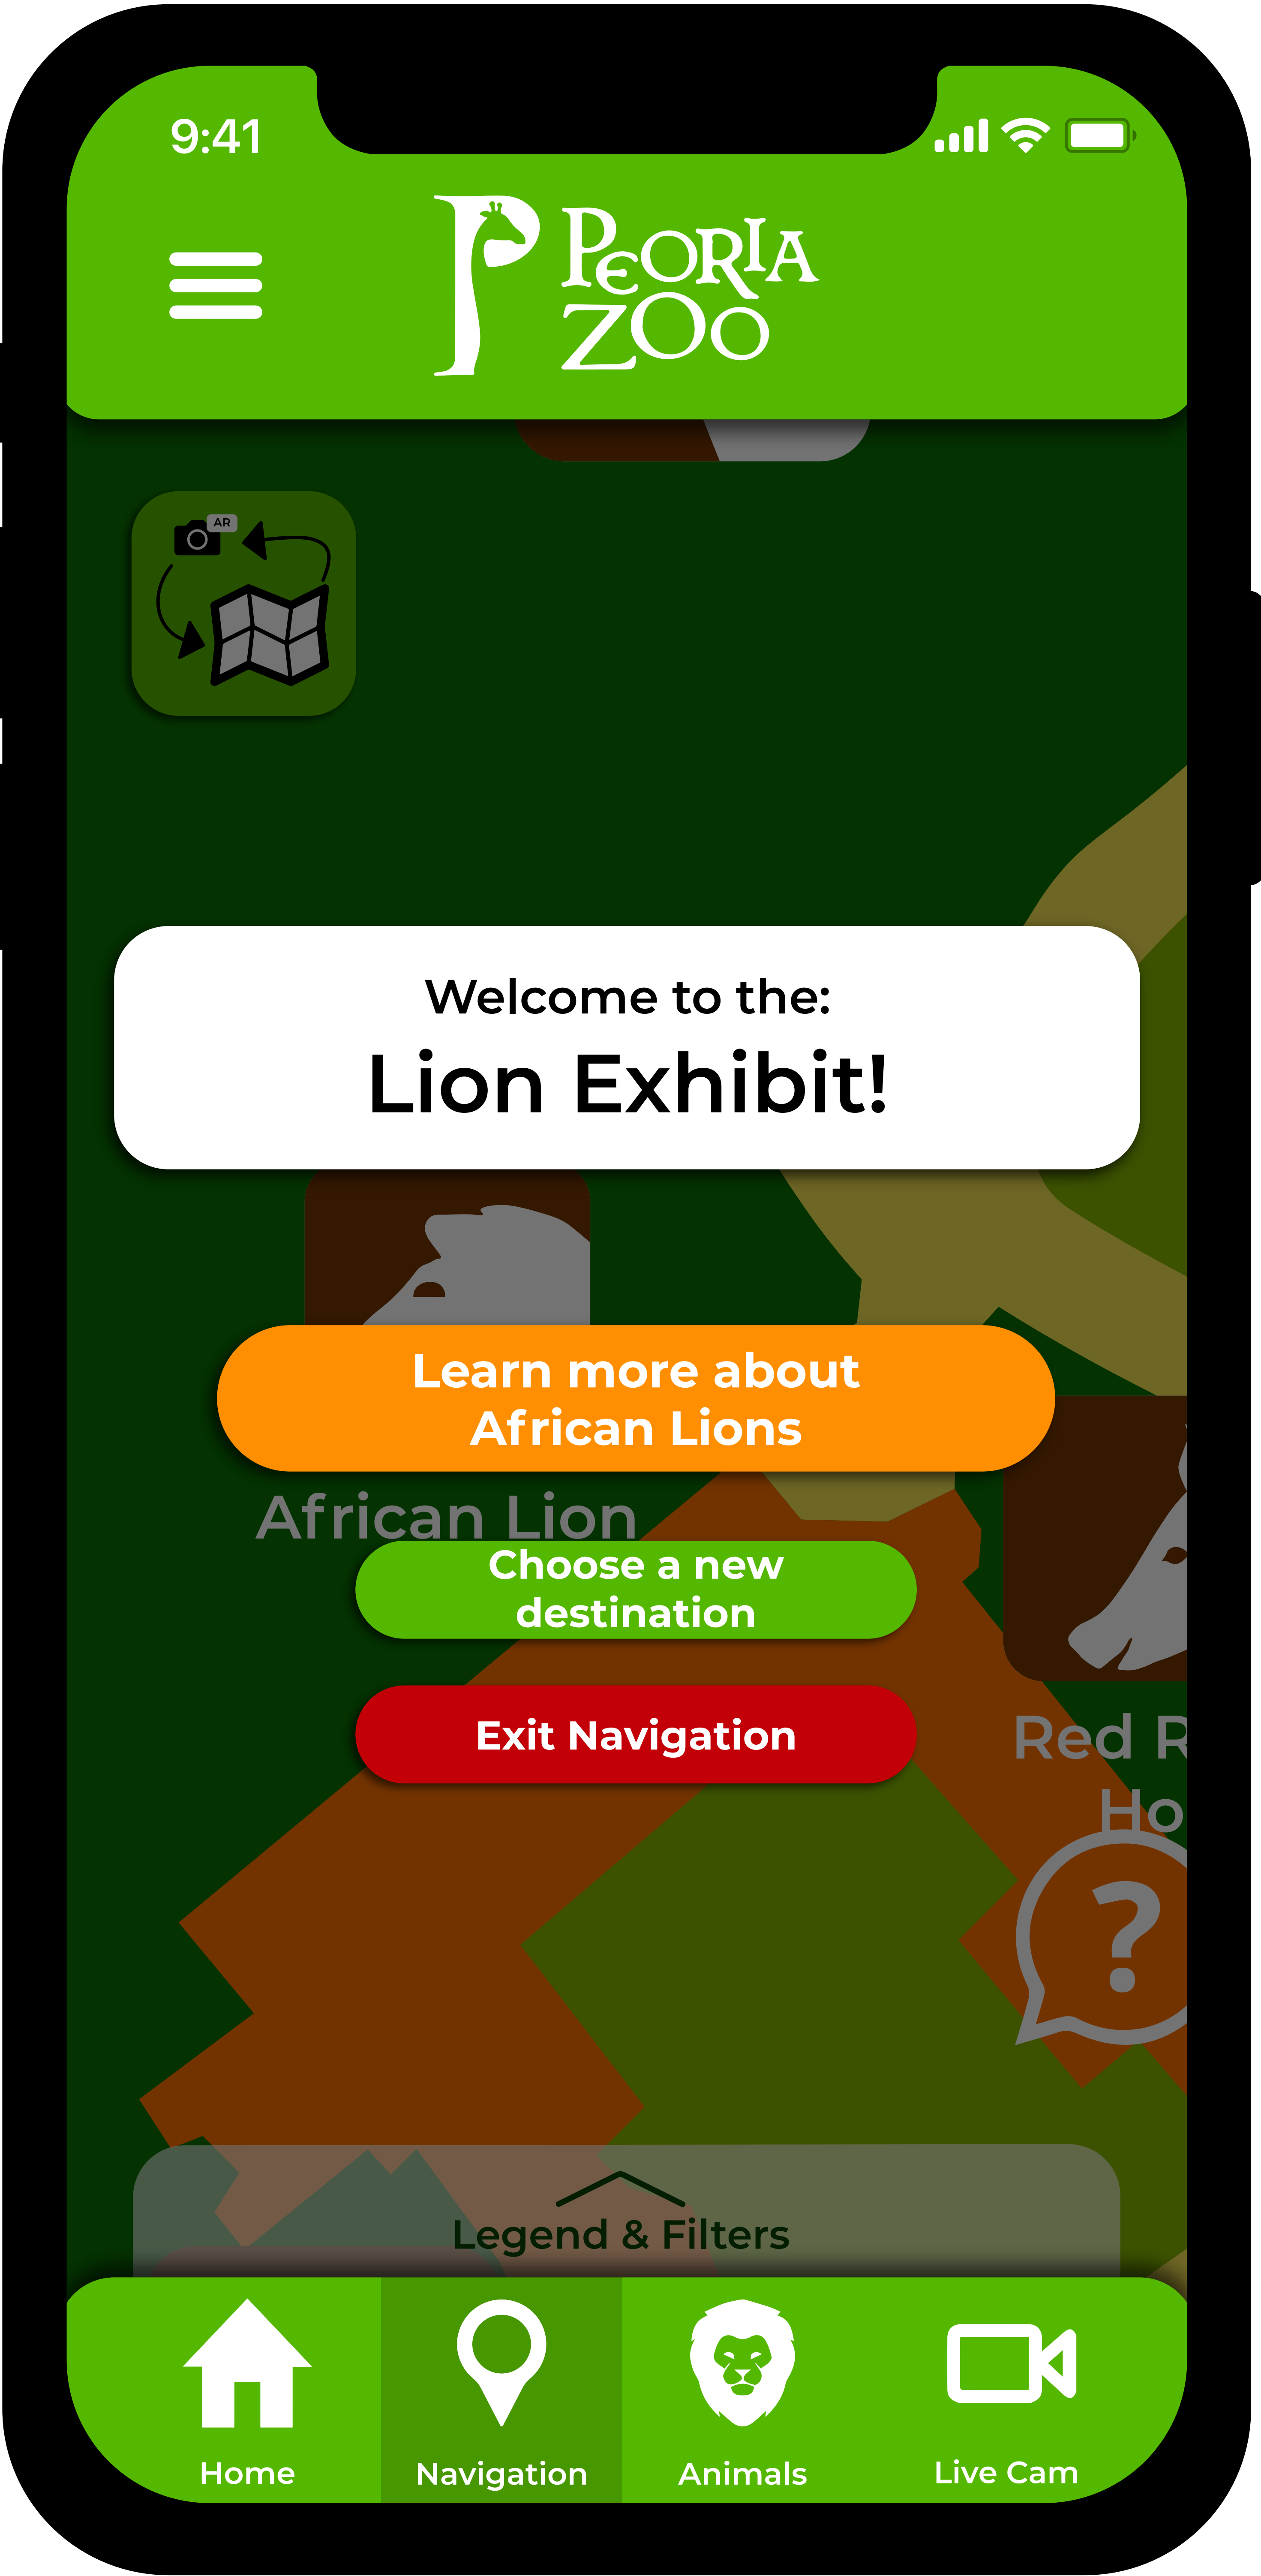 9:41
P PEORIA
ZOO
AR
Welcome to the:
Lion Exhibit!
Learn more about
African Lions
African Lion
Choose a new
destination
Exit Navigation
Red R
Ho
?
Legend & Filters
Home
Navigation
Animals
Live Cam